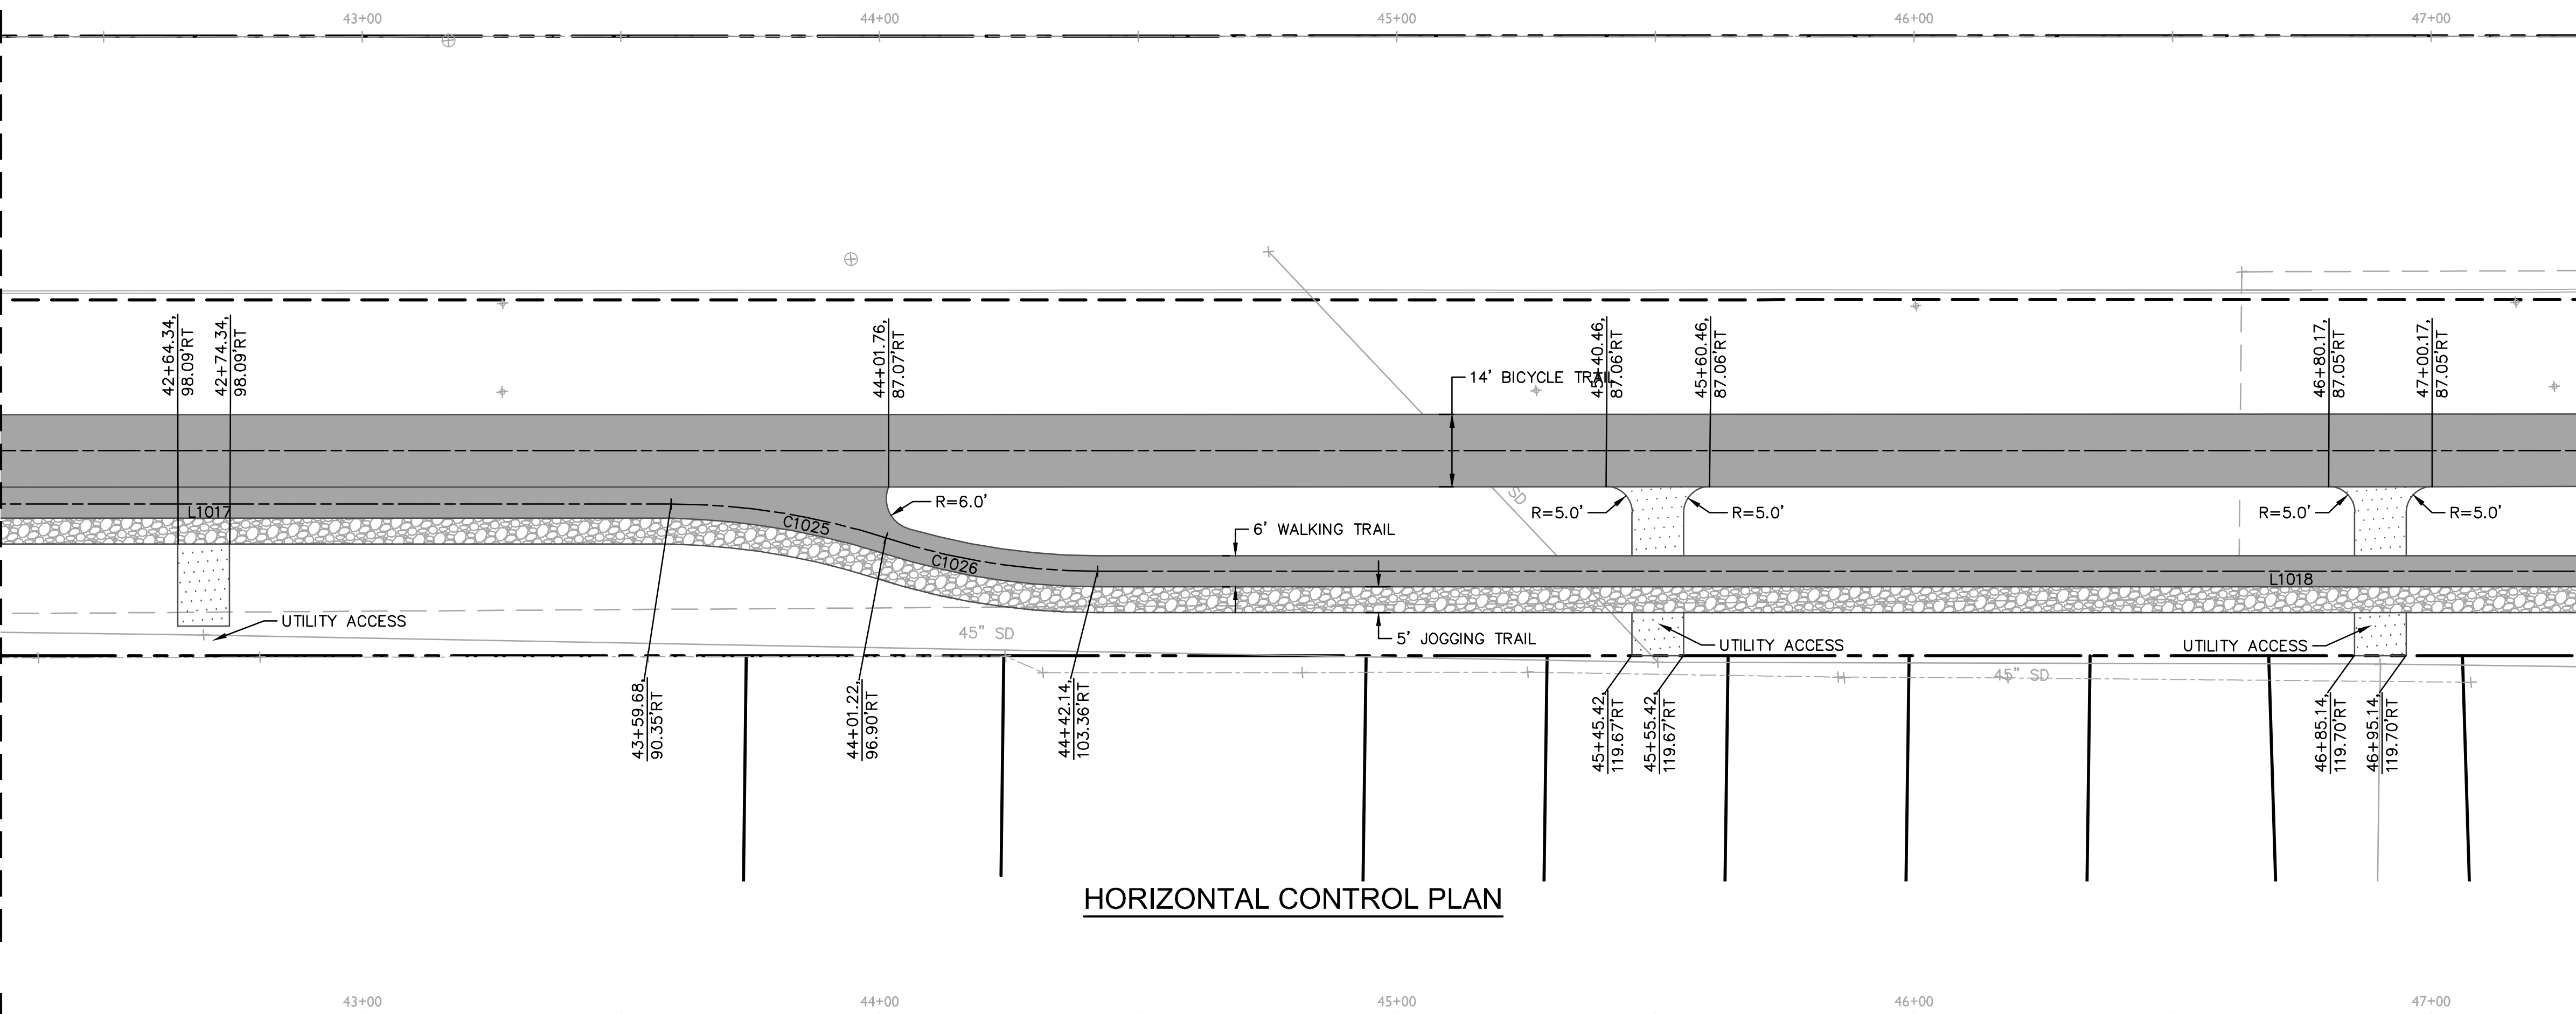 43+00
44+00
45+00
46+00
47+00
42+64.34,
98.09'RT
42+74.34,
98.09'RT
44+01.76,
87.07'RT
45+40.46,
87.06'RT
45+60.46,
87.06'RT
46+80.17,
87.05'RT
47+00.17,
87.05'RT
14' BICYCLE TRAIL
R=6.0'
SD
R=5.0'
R=5.0'
R=5.0'
R=5.0'
L1017
C1025
6' WALKING TRAIL
C1026
L1018
UTILITY ACCESS
45" SD
5' JOGGING TRAIL
UTILITY ACCESS
UTILITY ACCESS
45" SD
43+59.68,
90.35'RT
44+01.22,
96.90'RT
44+42.14,
103.36'RT
45+45.42,
119.67'RT
45+55.42,
119.67'RT
46+85.14,
119.70'RT
46+95.14,
119.70'RT
HORIZONTAL CONTROL PLAN
43+00
44+00
45+00
46+00
47+00